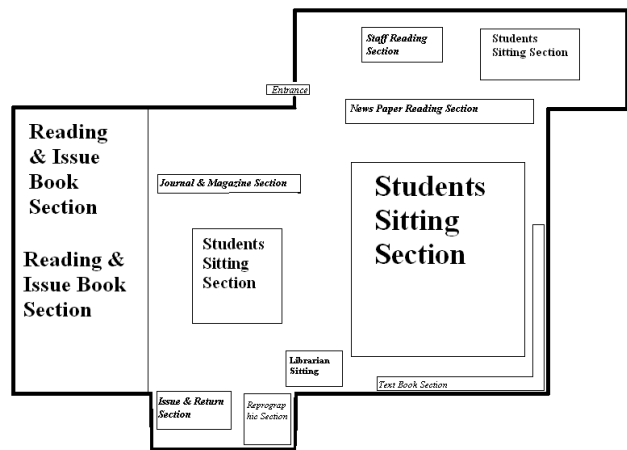 Staff Reading
Section
Students
Sitting Section
Entrance
News Paper Reading Section
Reading
& Issue
Book
Section
Reading &
Issue Book
Section
Journal & Magazine Section
Students
Sitting
Section
Students
Sitting
Section
Librarian
Sitting
Text Book Section
Issue & Return
Section
Reprograp
hic Section